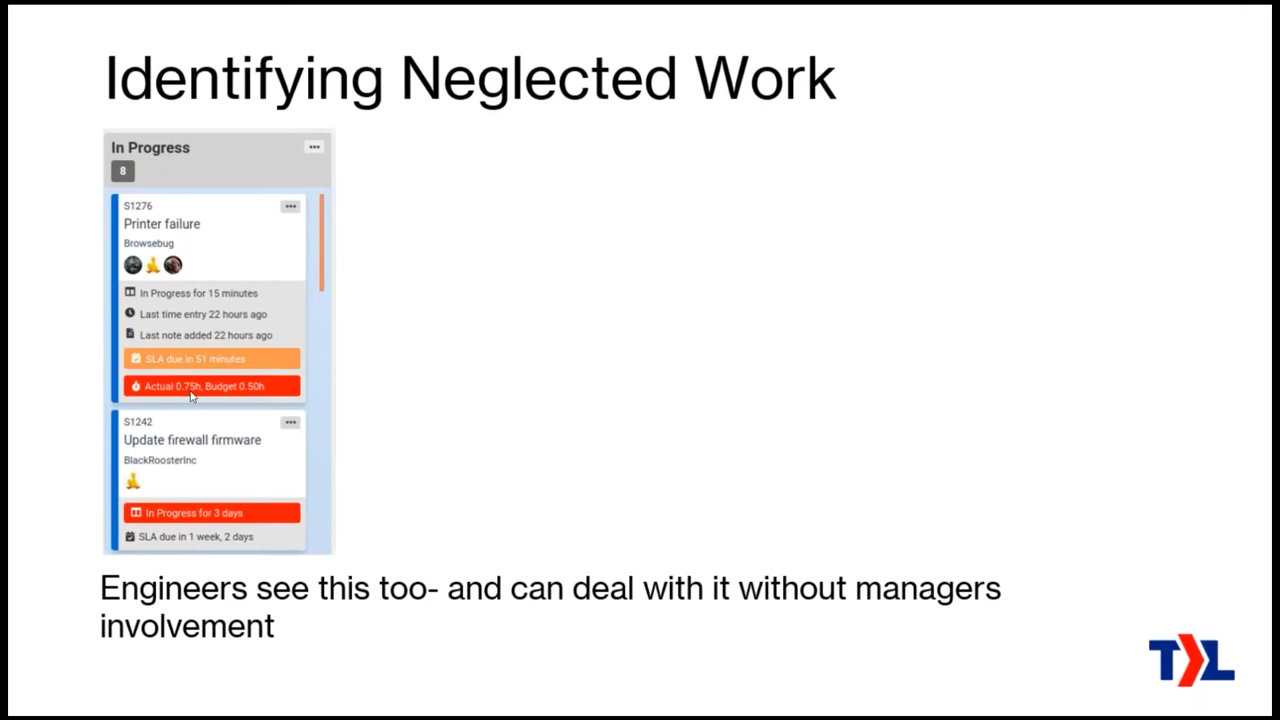 Identifying Neglected Work
In Progress
8
S1276
Printer failure
Browsebug
In Progress for 15 minutes
Last time entry 22 hours ago
Last note added 22 hours ago
SLA due in 51 minutes
Actual 0.75h, Budget 0.50h
S1242
Update firewall firmware
BlackRoosterInc
In Progress for 3 days
SLA due in 1 week, 2 days
Engineers see this too- and can deal with it without managers
involvement
TL